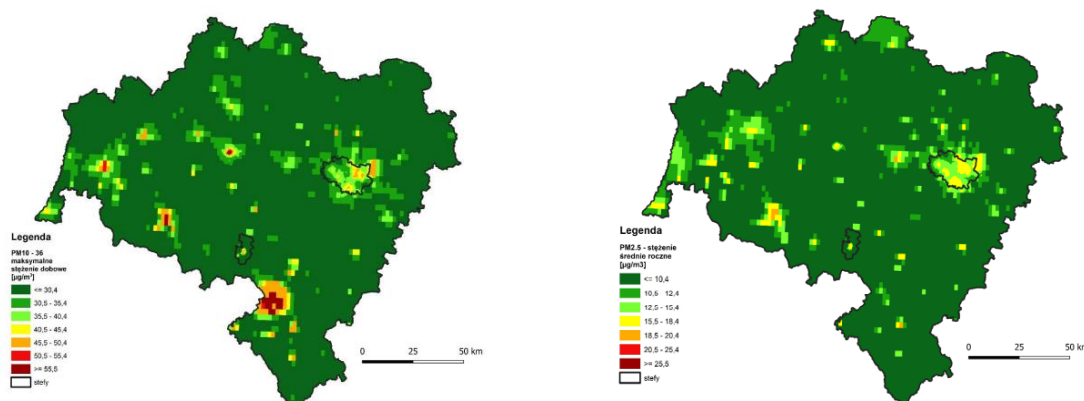 Legenda
PM10 - 36
maksymalne
stężenie dobowe
[µg/m³]
<= 30,4
30,5 - 35,4
35,5 - 40,4
40,5 - 45,4
45,5 - 50,4
50,5 - 55,4
>= 55,5
stefy
0 25 50 km
Legenda
PM2.5 - stężenie
średnie roczne
[µg/m3]
<= 10,4
10,5 - 12,4
12,5 - 15,4
15,5 - 18,4
18,5 - 20,4
20,5 - 25,4
>= 25,5
stefy
0 25 50 km